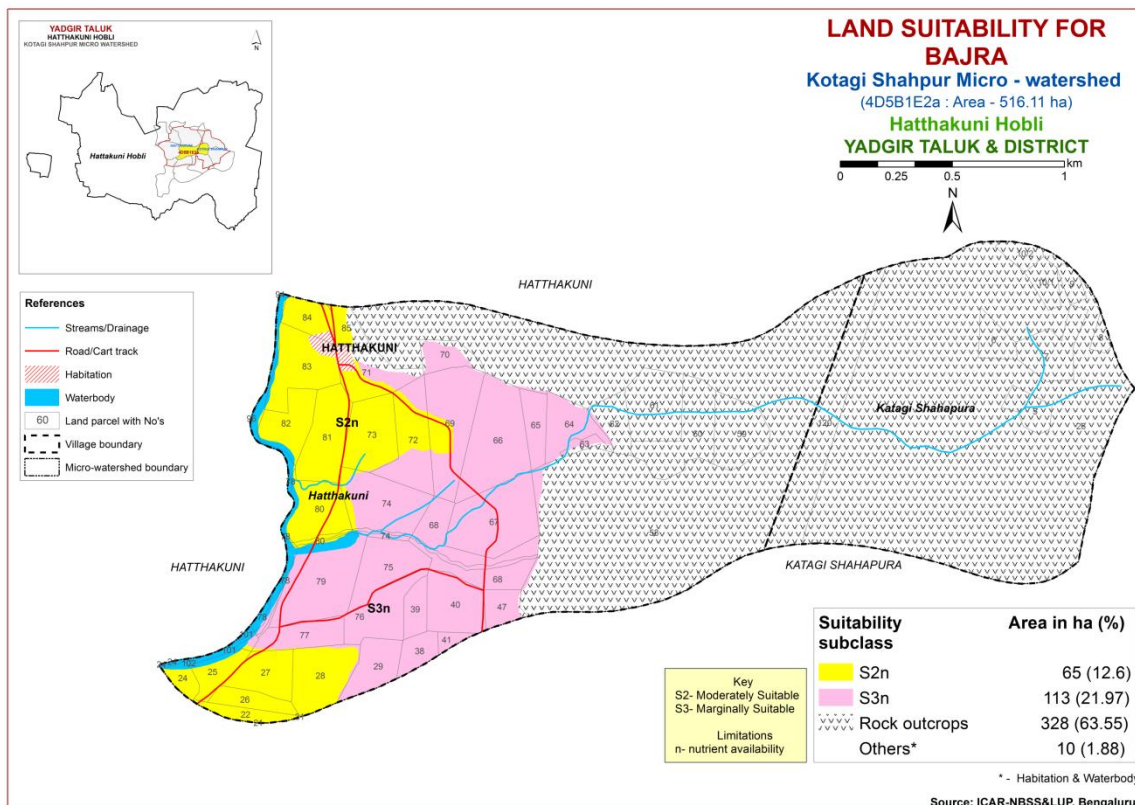 YADGIR TALUK
HATTHAKUNI HOBLI
KOTAGI SHAHPUR MICRO WATERSHED
N
Hattakuni Hobli
LAND SUITABILITY FOR
BAJRA
Kotagi Shahpur Micro - watershed
(4D5B1E2a : Area - 516.11 ha)
Hatthakuni Hobli
YADGIR TALUK & DISTRICT
km
0 0.25 0.5 1
N
References
Streams/Drainage
Road/Cart track
Habitation
Waterbody
60 Land parcel with No's
Village boundary
Micro-watershed boundary
HATTHAKUNI
84
85
HATTHAKUNI
70
71
83
82
81
S2n
73
72
69
66
65
64
63
62
61
Katagi Shahapura
28
Hatthakuni
80
74
68
67
74
HATTHAKUNI
KATAGI SHAHAPURA
79
75
68
76
S3n
39
40
47
77
41
38
29
101
101
102
24
25
27
28
26
22
21
Key
S2- Moderately Suitable
S3- Marginally Suitable
Limitations
n- nutrient availability
Suitability subclass Area in ha (%)
S2n 65 (12.6)
S3n 113 (21.97)
Rock outcrops 328 (63.55)
Others* 10 (1.88)
* - Habitation & Waterbody
Source: ICAR-NBSS&LUP, Bengaluru